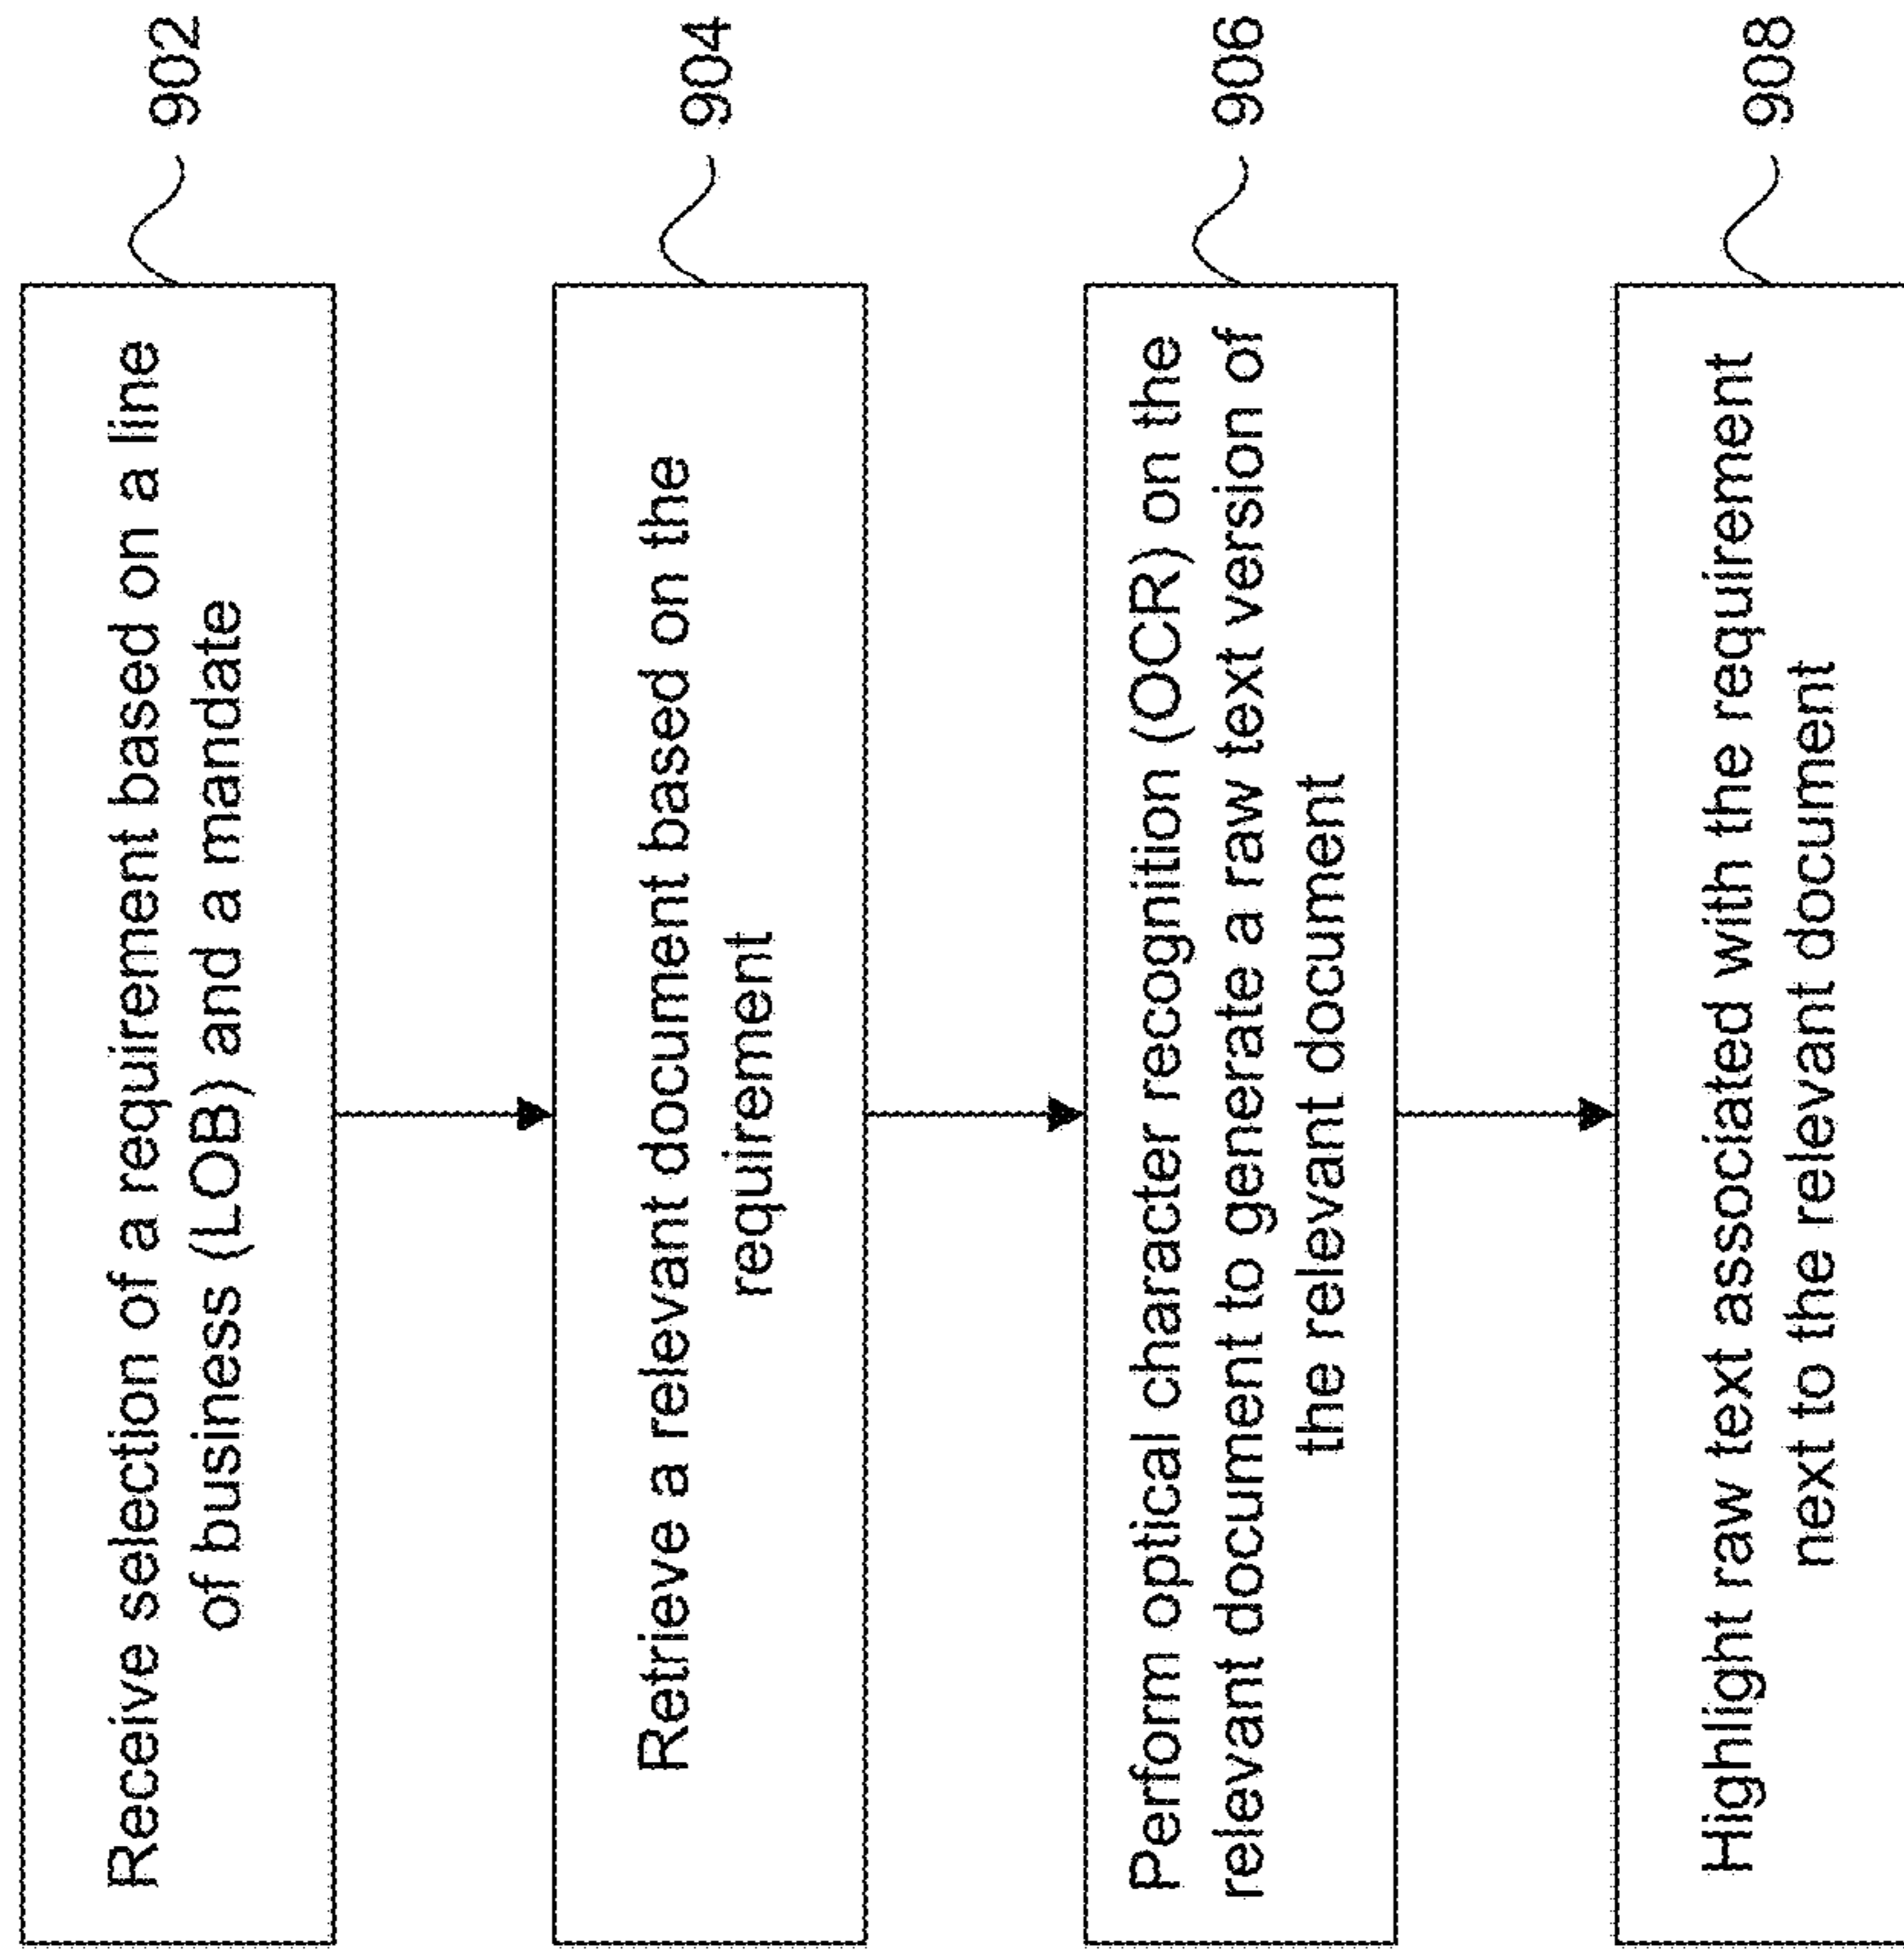 Receive selection of a requirement based on a line
of business (LOB) and a mandate
902
Retrieve a relevant document based on the
requirement
904
Perform optical character recognition (OCR) on the
relevant document to generate a raw text version of
the relevant document
906
Highlight raw text associated with the requirement
next to the relevant document
908